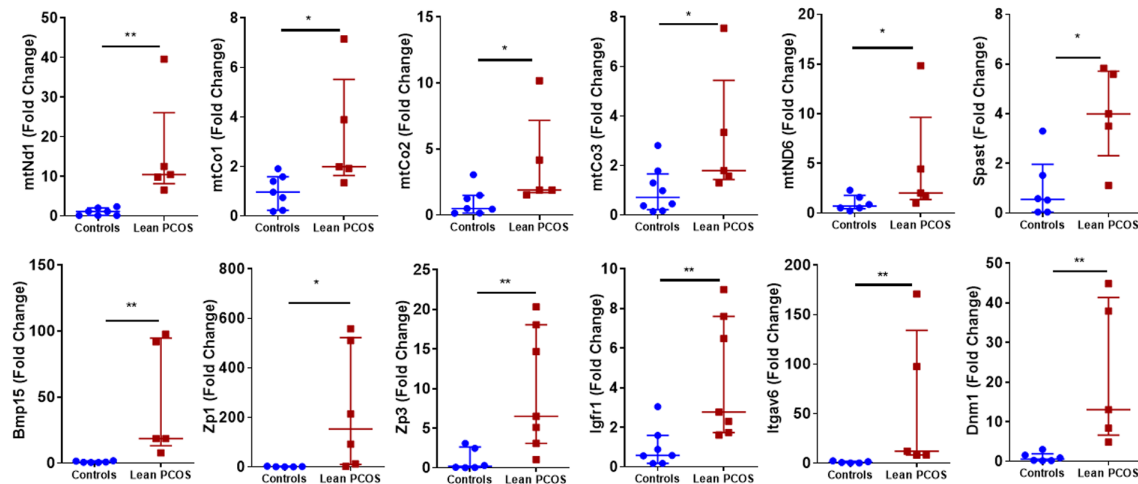 mtNd1 (Fold Change)
50
40
30
20
10
0
**
Controls
Lean PCOS
mtCo1 (Fold Change)
8
6
4
2
0
*
Controls
Lean PCOS
mtCo2 (Fold Change)
15
10
5
0
*
Controls
Lean PCOS
mtCo3 (Fold Change)
8
6
4
2
0
*
Controls
Lean PCOS
mtND6 (Fold Change)
20
15
10
5
0
*
Controls
Lean PCOS
Spast (Fold Change)
8
6
4
2
0
*
Controls
Lean PCOS
Bmp15 (Fold Change)
150
100
50
0
**
Controls
Lean PCOS
Zp1 (Fold Change)
800
600
400
200
0
*
Controls
Lean PCOS
Zp3 (Fold Change)
25
20
15
10
5
0
**
Controls
Lean PCOS
Igfr1 (Fold Change)
10
8
6
4
2
0
**
Controls
Lean PCOS
Itgav6 (Fold Change)
200
150
100
50
0
**
Controls
Lean PCOS
Dnm1 (Fold Change)
50
40
30
20
10
0
**
Controls
Lean PCOS